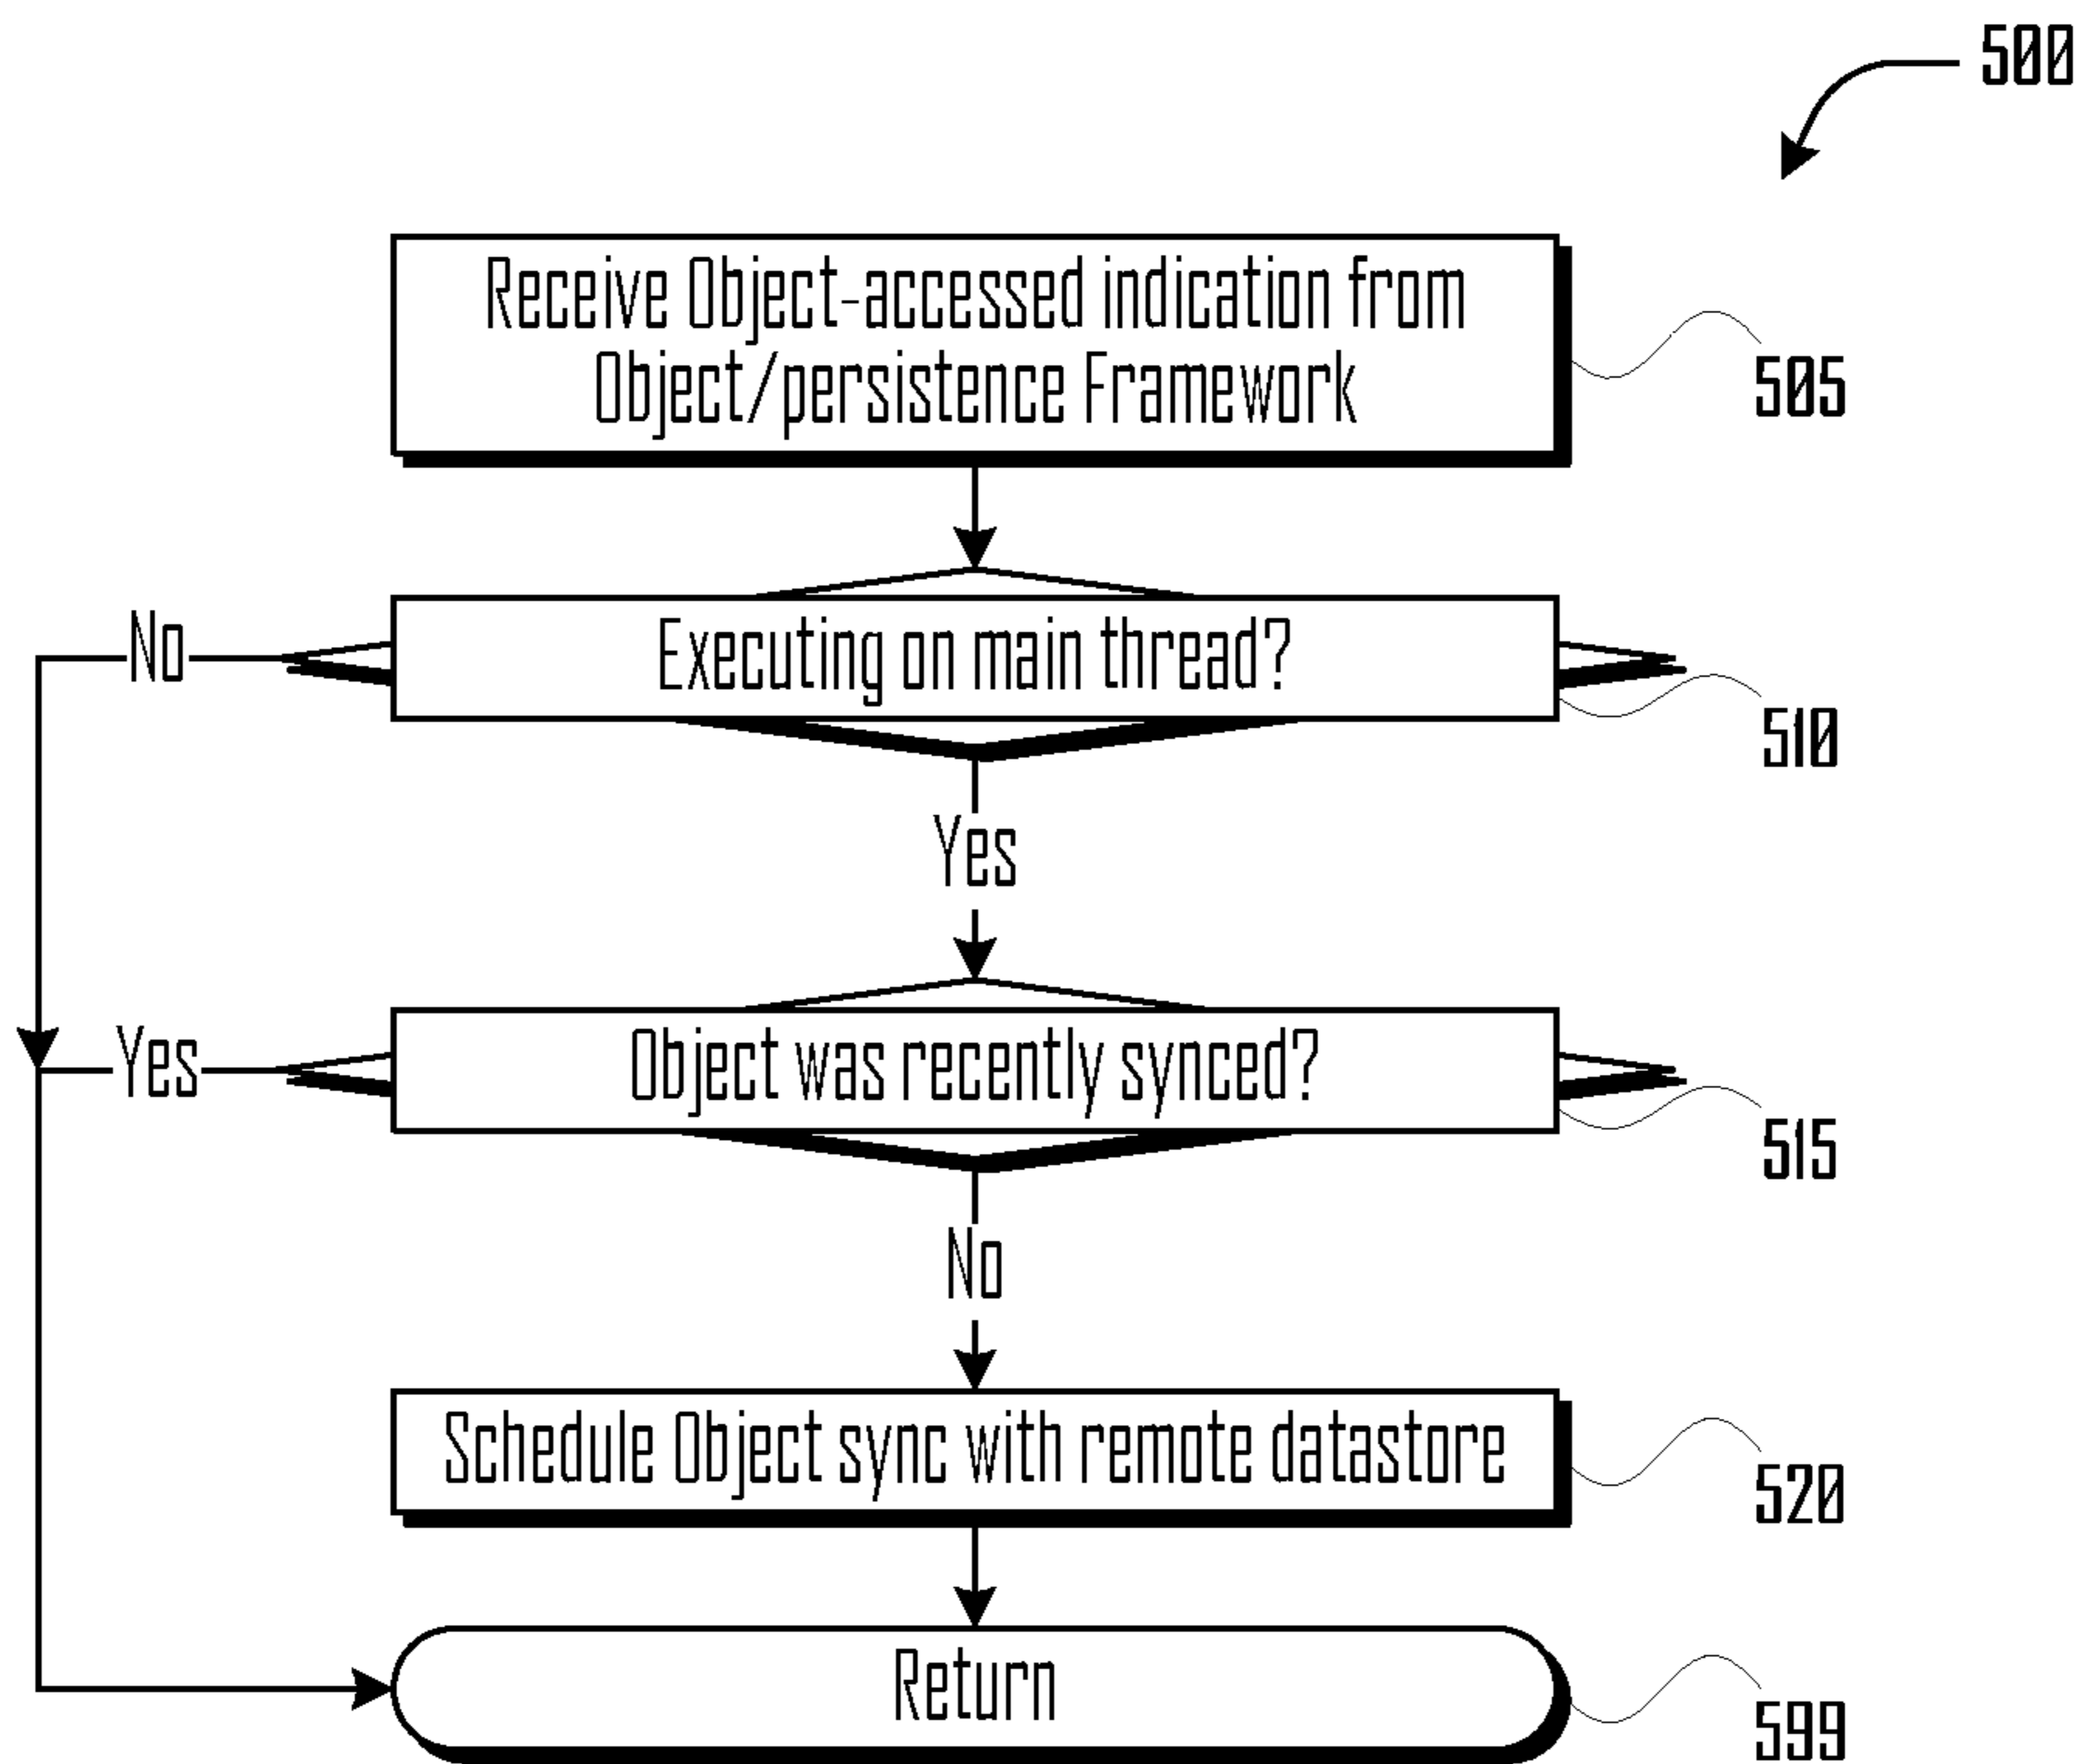 500
Receive Object-accessed indication from
Object/persistence Framework
505
No
Executing on main thread?
510
Yes
Yes
Object was recently synced?
515
No
Schedule Object sync with remote datastore
520
Return
599